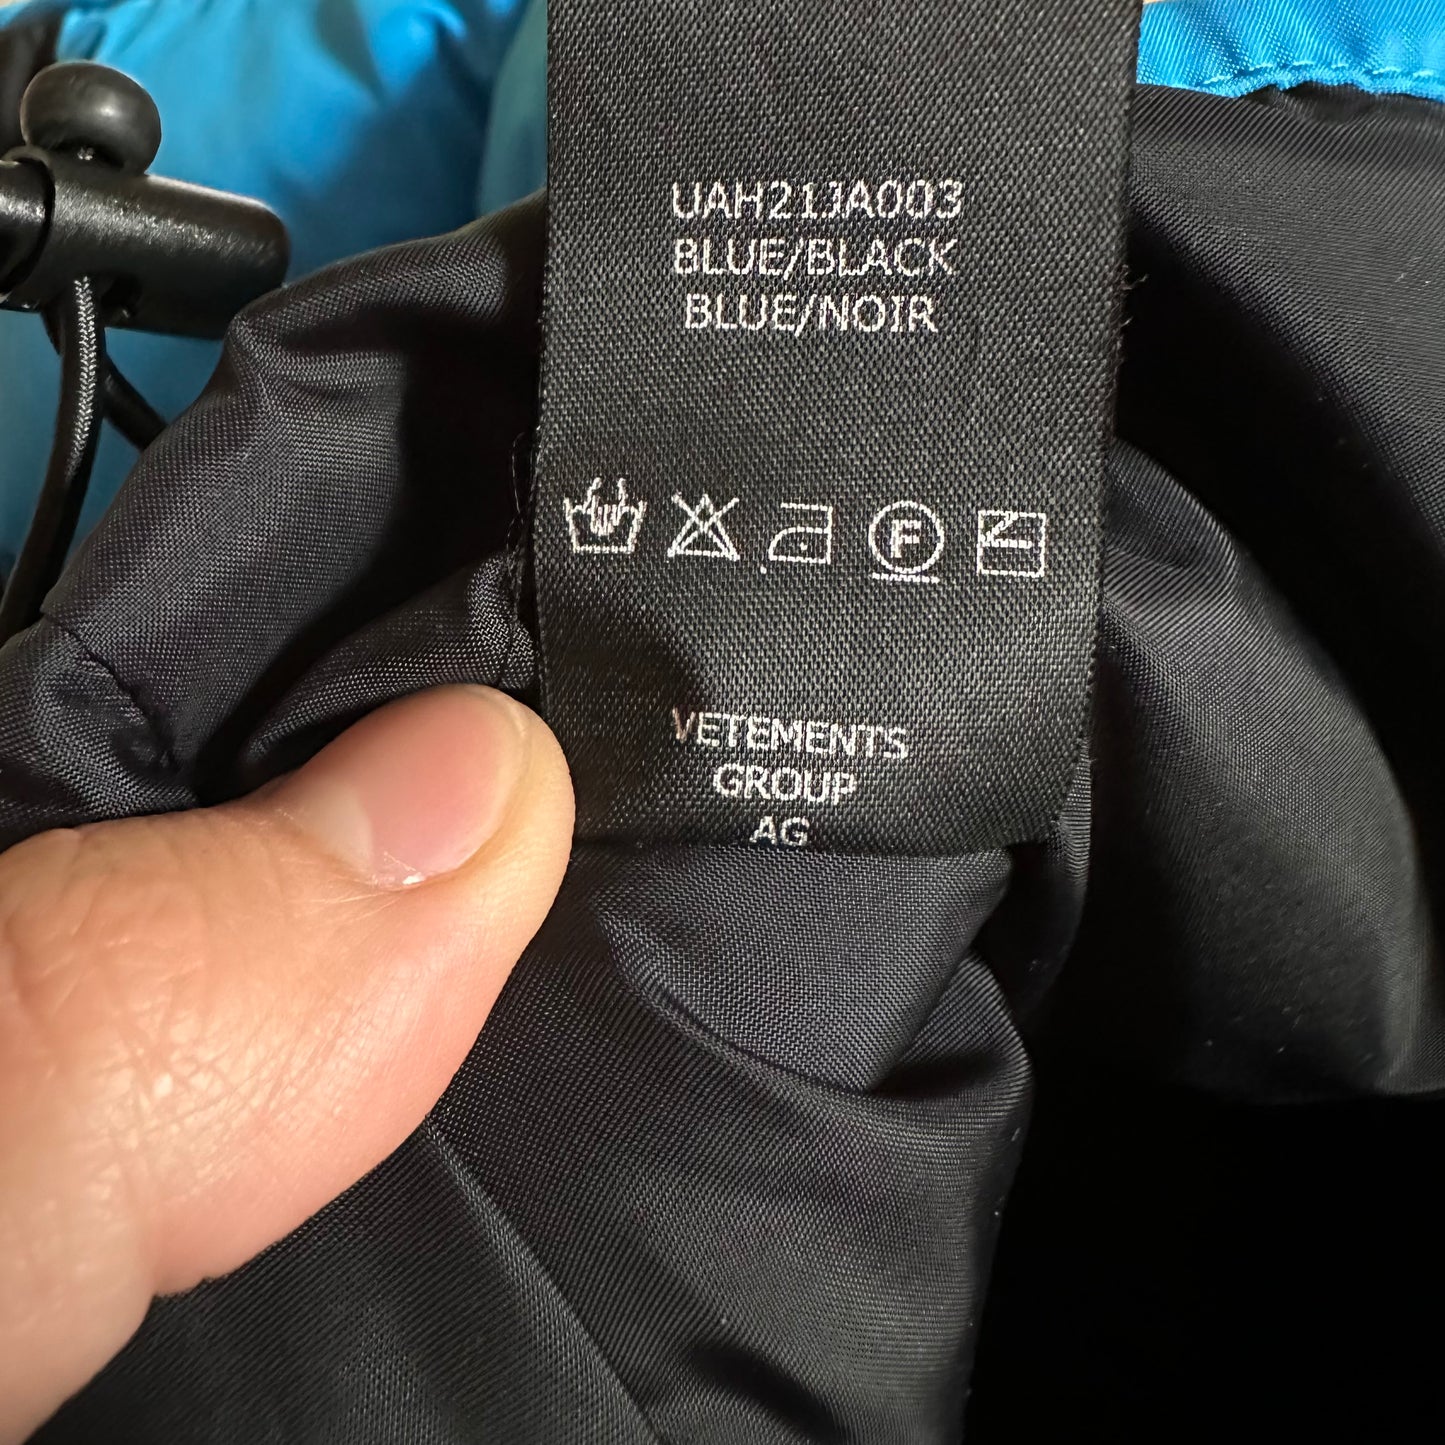 UAH21JA003
BLUE/BLACK
BLUE/NOIR
F
VETEMENTS
GROUP
AG